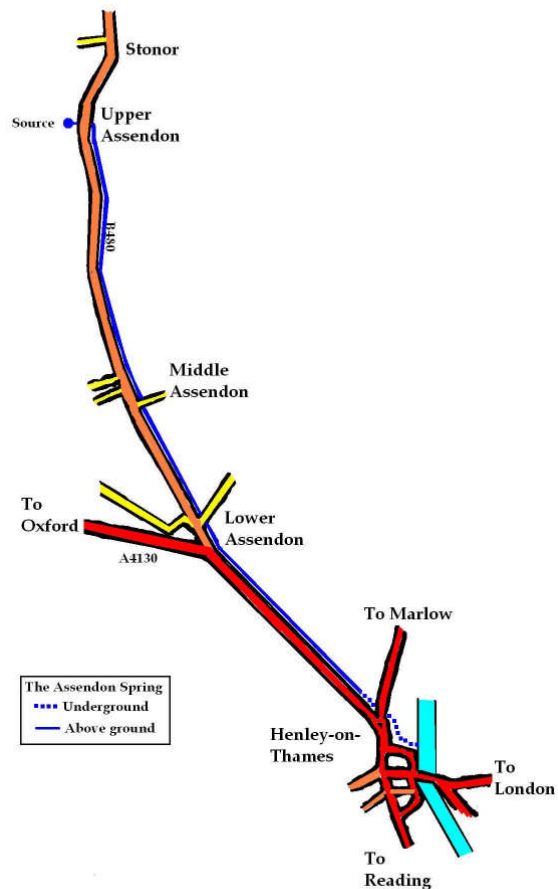 Stonor
Source
Upper
Assendon
B480
Middle
Assendon
To
Oxford
Lower
Assendon
A4130
To Marlow
The Assendon Spring
Underground
Above ground
Henley-on-
Thames
To
London
To
Reading